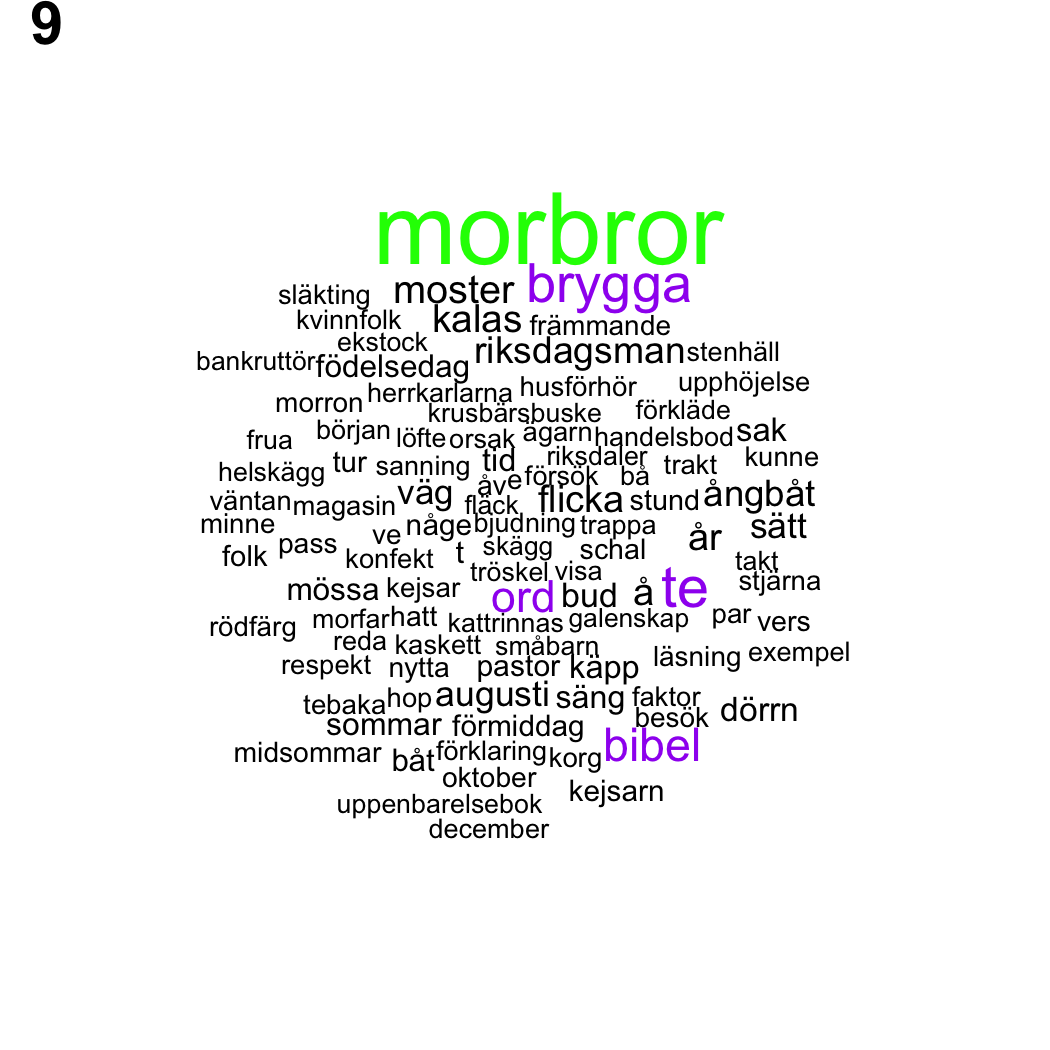 9
morbror
släkting moster brygga
kvinnfolk kalas främmande
ekstock riksdagsman stenhäll
bankruttör födelsedag
herrkarlarna husförhör upphöjelse
morron krusbärsbuske förkläde
frua början löfte orsak ägarn handelsbod sak
helskägg tur sanning tid riksdaler trakt kunne
åve försök bå
väntan magasin väg fläck flicka stund ångbåt
minne ve någe bjudning trappa år sätt
folk pass konfekt t skägg schal takt
tröskel visa stjärna
mössa kejsar ord bud å te
rödfärg morfar hatt kattrinnas galenskap par vers
reda kaskett småbarn läsning exempel
respekt nytta pastor käpp
tebaka hop augusti säng faktor dörrn
sommar förmiddag besök
midsommar båt förklaring korg bibel
oktober kejsarn
uppenbarelsebok
december